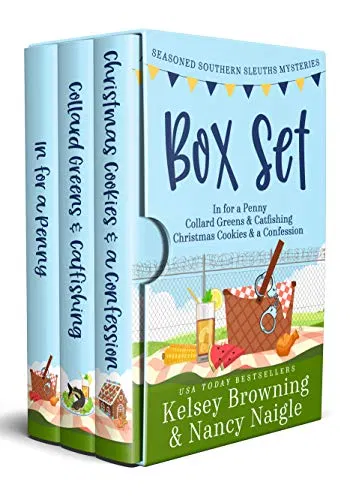 In for a Penny
Collard Greens & Catfishing
Christmas Cookies & a Confession
SEASONED SOUTHERN SLEUTHS MYSTERIES
Box Set
In for a Penny
Collard Greens & Catfishing
Christmas Cookies & a Confession
USA TODAY BESTSELLERS
Kelsey Browning
& Nancy Naigle